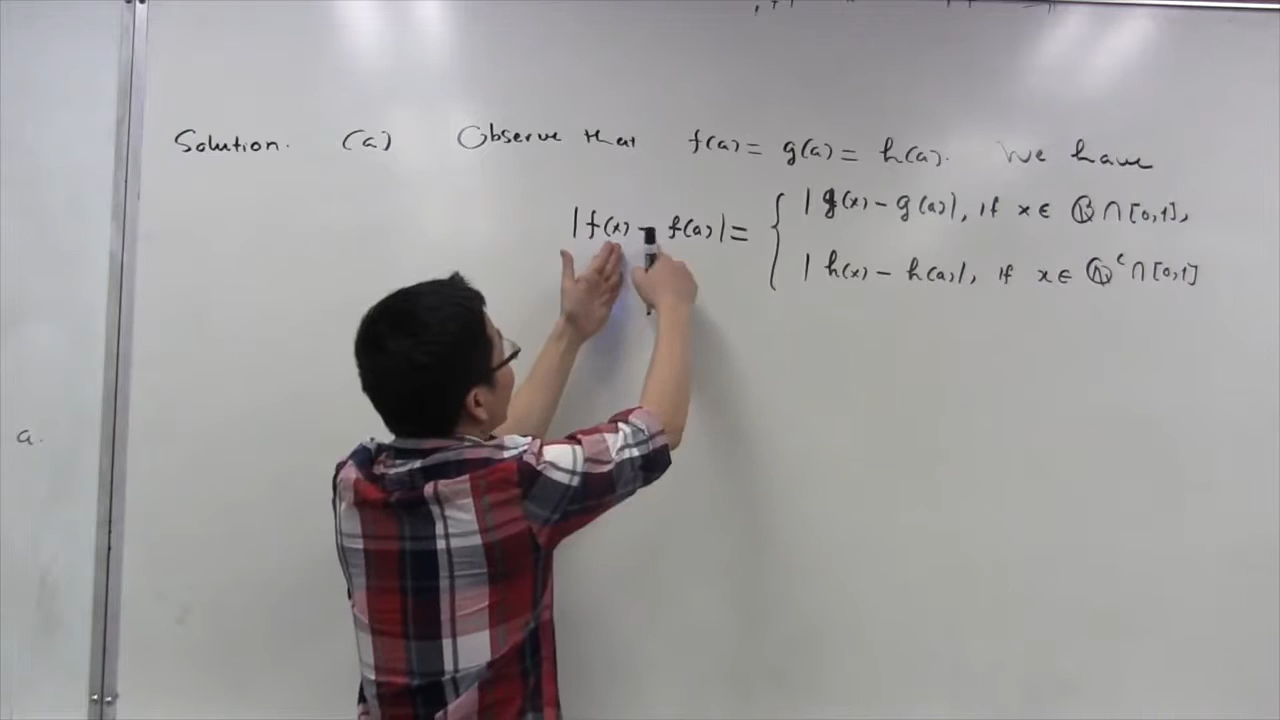 Solution. (a) Observe that f(a) = g(a) = h(a). We have
|f(x) - f(a)| = { |g(x) - g(a)|, if x ∈ ℚ ∩ [0,1],
|h(x) - h(a)|, if x ∈ ℚᶜ ∩ [0,1]
a.